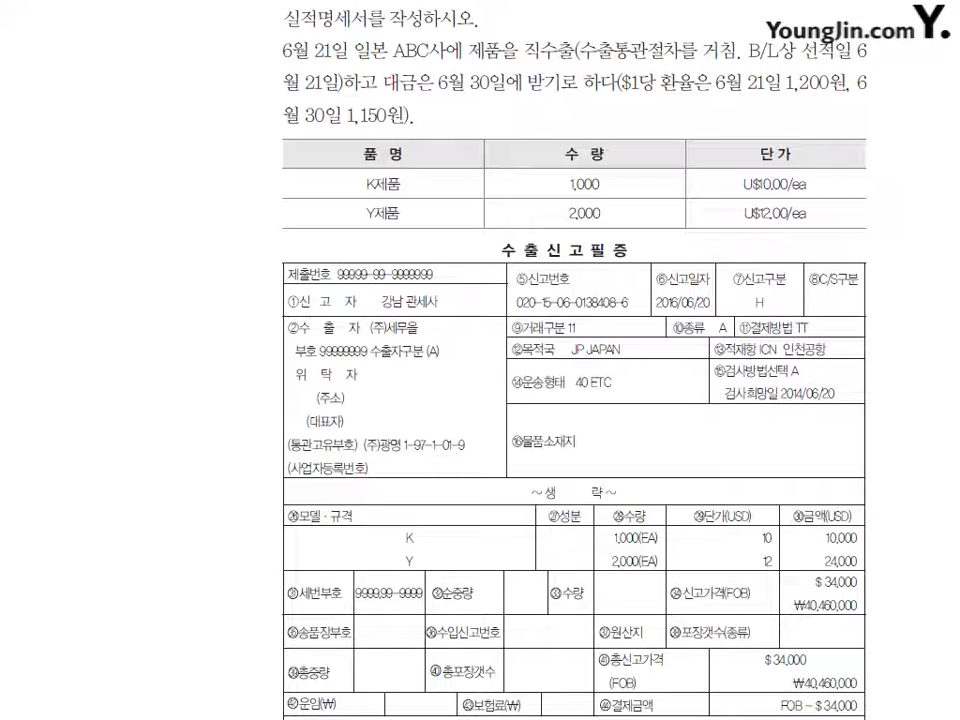 실적명세서를 작성하시오.
YoungJin.com Y.
6월 21일 일본 ABC사에 제품을 직수출(수출통관절차를 거침. B/L상 선적일 6
월 21일)하고 대금은 6월 30일에 받기로 하다($1당 환율은 6월 21일 1,200원, 6
월 30일 1,150원).
품 명 수 량 단 가
K제품 1,000 U$10.00/ea
Y제품 2,000 U$12.00/ea
수 출 신 고 필 증
제출번호 99999-99-9999999
⑤신고번호 ⑥신고일자 ⑦신고구분 ⑧C/S구분
①신 고 자 강남 관세사
020-15-06-0138408-6 2016/06/20 H
②수 출 자 (주)세무을
⑨거래구분 11 ⑩종류 A ⑪결제방법 TT
부호 99999999 수출자구분 (A)
⑫목적국 JP JAPAN ⑬적재항 ICN 인천공항
위 탁 자
⑭운송형태 40 ETC
⑮검사방법선택 A
검사희망일 2014/06/20
(주소)
(대표자)
(통관고유부호) (주)광명 1-97-1-01-9
⑯물품소재지
(사업자등록번호)
~ 생 략 ~
㉖모델·규격 ㉗성분 ㉘수량 ㉙단가(USD) ㉚금액(USD)
K 1,000(EA) 10 10,000
Y 2,000(EA) 12 24,000
㉛세번부호 9999.99-9999 ㉜순중량 ㉝수량 ㉞신고가격(FOB) $ 34,000
₩40,460,000
㉟송품장부호 ㊱수입신고번호 ㊲원산지 ㊳포장갯수(종류)
㊴총중량 ㊵총포장갯수 ㊶총신고가격
(FOB)
$ 34,000
₩40,460,000
㊷운임(₩) ㊸보험료(₩) ㊹결제금액 FOB - $ 34,000